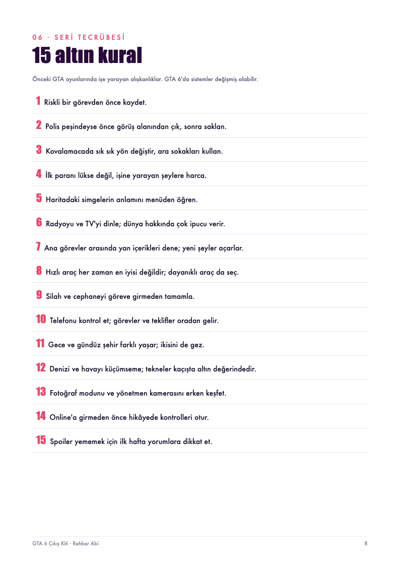 06 · SERİ TECRÜBESİ
15 altın kural
Önceki GTA oyunlarında işe yarayan alışkanlıklar. GTA 6'da sistemler değişmiş olabilir.
1 Riskli bir görevden önce kaydet.
2 Polis peşindeyse önce görüş alanından çık, sonra saklan.
3 Kovalamacada sık sık yön değiştir, ara sokakları kullan.
4 İlk paranı lükse değil, işine yarayan şeylere harca.
5 Haritadaki simgelerin anlamını menüden öğren.
6 Radyoyu ve TV'yi dinle; dünya hakkında çok ipucu verir.
7 Ana görevler arasında yan içerikleri dene; yeni şeyler açarlar.
8 Hızlı araç her zaman en iyisi değildir; dayanıklı araç da seç.
9 Silah ve cephaneyi göreve girmeden tamamla.
10 Telefonu kontrol et; görevler ve teklifler oradan gelir.
11 Gece ve gündüz şehir farklı yaşar; ikisini de gez.
12 Denizi ve havayı küçümseme; tekneler kaçışta altın değerindedir.
13 Fotoğraf modunu ve yönetmen kamerasını erken keşfet.
14 Online'a girmeden önce hikâyede kontrolleri otur.
15 Spoiler yememek için ilk hafta yorumlara dikkat et.
GTA 6 Çıkış Kiti · Rehber Abi
8